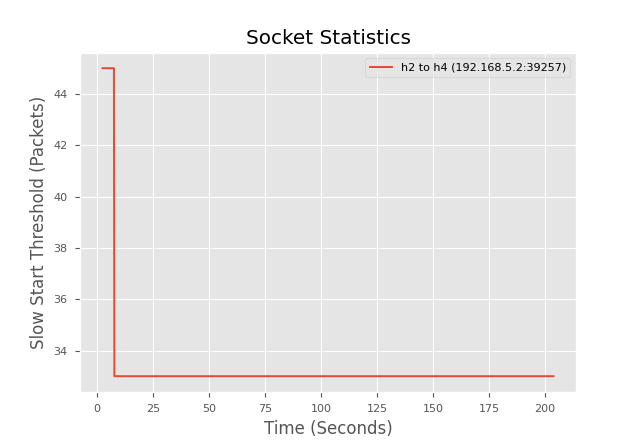 Socket Statistics
h2 to h4 (192.168.5.2:39257)
Slow Start Threshold (Packets)
44
42
40
38
36
34
0 25 50 75 100 125 150 175 200
Time (Seconds)